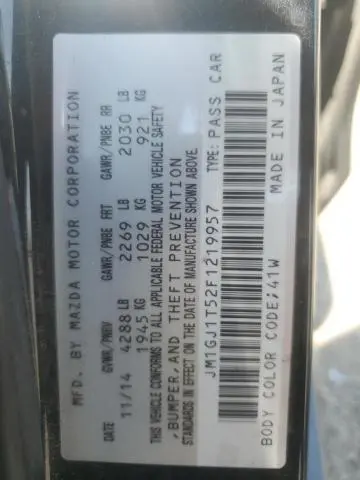 MFD. BY MAZDA MOTOR CORPORATION
DATE GVWR/PNBV GAWR/PNBE FRT GAWR/PNBE RR
11/14 4288 LB 2269 LB 2030 LB
1945 KG 1029 KG 921 KG
THIS VEHICLE CONFORMS TO ALL APPLICABLE FEDERAL MOTOR VEHICLE SAFETY
,BUMPER,AND THEFT PREVENTION
STANDARDS IN EFFECT ON THE DATE OF MANUFACTURE SHOWN ABOVE.
JM1GJ1T52F1219957 TYPE: PASS CAR
BODY COLOR CODE:41W MADE IN JAPAN